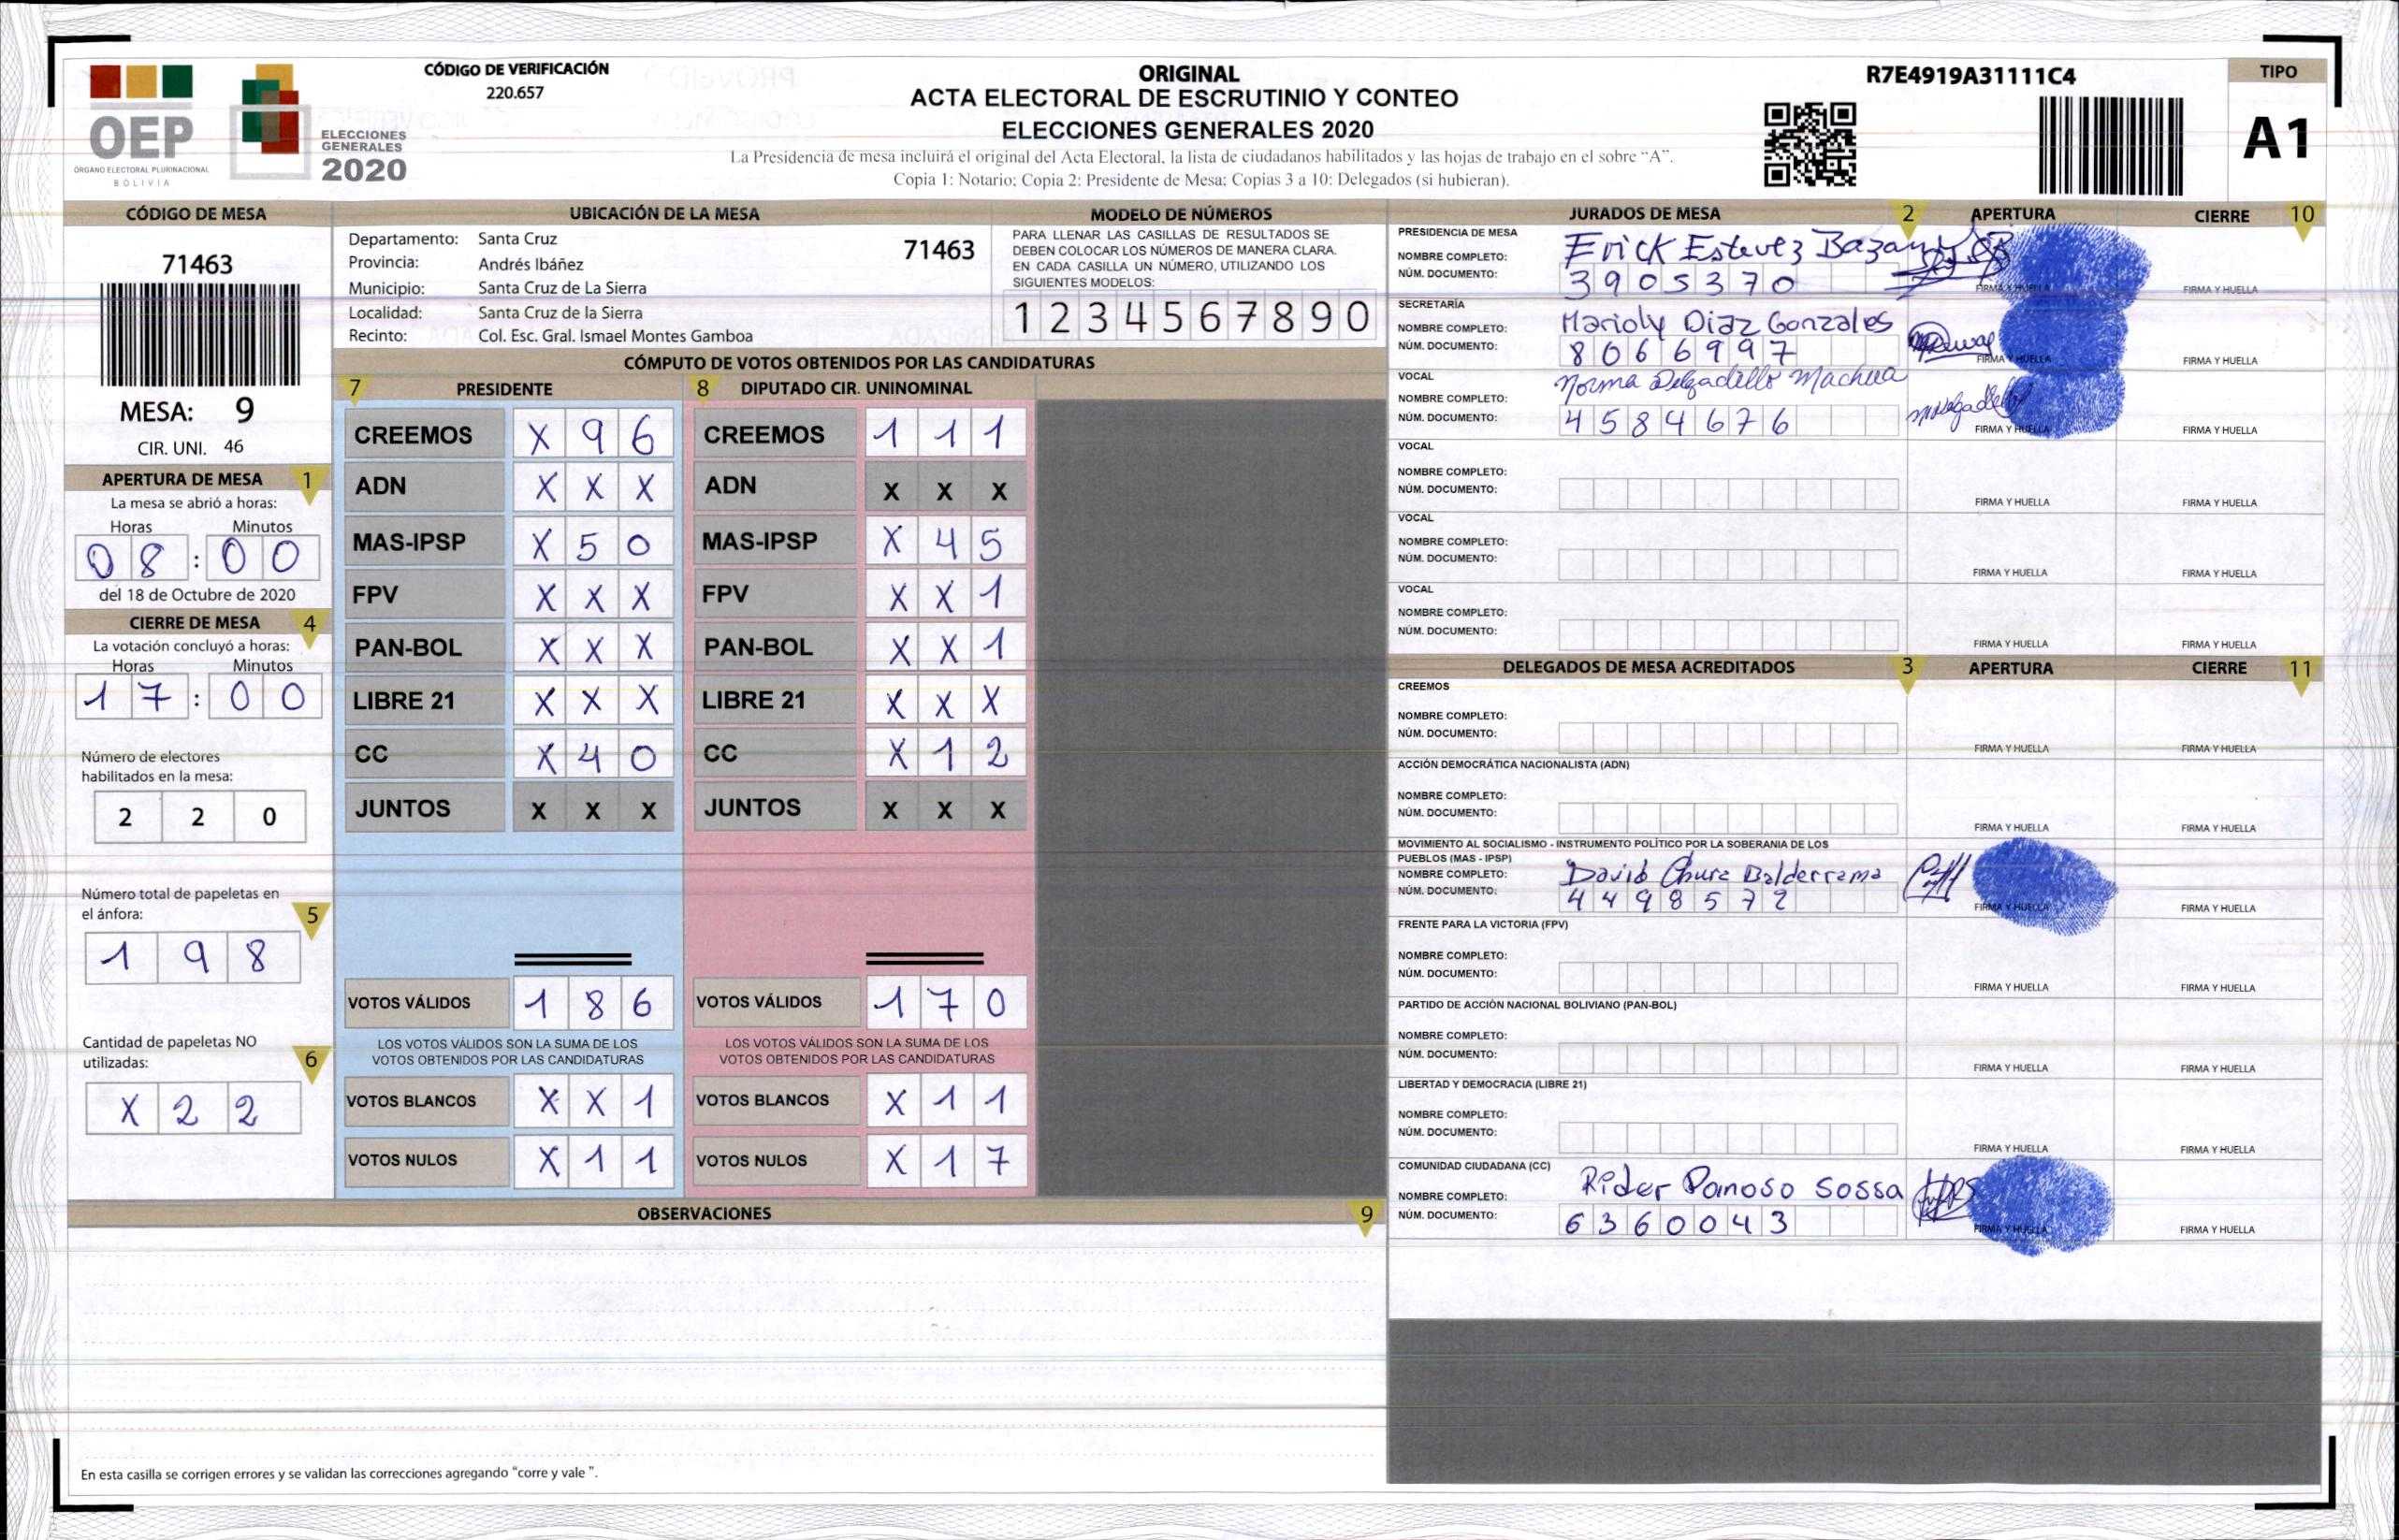 OEP
ÓRGANO ELECTORAL PLURINACIONAL
BOLIVIA
ELECCIONES
GENERALES
2020
CÓDIGO DE VERIFICACIÓN
220.657
ORIGINAL
ACTA ELECTORAL DE ESCRUTINIO Y CONTEO
ELECCIONES GENERALES 2020
La Presidencia de mesa incluirá el original del Acta Electoral, la lista de ciudadanos habilitados y las hojas de trabajo en el sobre "A".
Copia 1: Notario; Copia 2: Presidente de Mesa; Copias 3 a 10: Delegados (si hubieran).
R7E4919A31111C4
TIPO
A1
CÓDIGO DE MESA
71463
MESA: 9
CIR. UNI. 46
APERTURA DE MESA 1
La mesa se abrió a horas:
Horas Minutos
08:00
del 18 de Octubre de 2020
CIERRE DE MESA 4
La votación concluyó a horas:
Horas Minutos
17:00
Número de electores
habilitados en la mesa:
2 2 0
Número total de papeletas en
el ánfora: 5
1 9 8
Cantidad de papeletas NO
utilizadas: 6
X 2 2
UBICACIÓN DE LA MESA
Departamento: Santa Cruz
71463
Provincia: Andrés Ibáñez
Municipio: Santa Cruz de La Sierra
Localidad: Santa Cruz de la Sierra
Recinto: Col. Esc. Gral. Ismael Montes Gamboa
MODELO DE NÚMEROS
PARA LLENAR LAS CASILLAS DE RESULTADOS SE
DEBEN COLOCAR LOS NÚMEROS DE MANERA CLARA.
EN CADA CASILLA UN NÚMERO, UTILIZANDO LOS
SIGUIENTES MODELOS:
1 2 3 4 5 6 7 8 9 0
CÓMPUTO DE VOTOS OBTENIDOS POR LAS CANDIDATURAS
7 PRESIDENTE
CREEMOS X 9 6
ADN X X X
MAS-IPSP X 5 0
FPV X X X
PAN-BOL X X X
LIBRE 21 X X X
CC X 4 0
JUNTOS X X X
VOTOS VÁLIDOS 1 8 6
LOS VOTOS VÁLIDOS SON LA SUMA DE LOS
VOTOS OBTENIDOS POR LAS CANDIDATURAS
VOTOS BLANCOS X X 1
VOTOS NULOS X 1 1
8 DIPUTADO CIR. UNINOMINAL
CREEMOS 1 1 1
ADN X X X
MAS-IPSP X 4 5
FPV X X 1
PAN-BOL X X 1
LIBRE 21 X X X
CC X 1 2
JUNTOS X X X
VOTOS VÁLIDOS 1 7 0
LOS VOTOS VÁLIDOS SON LA SUMA DE LOS
VOTOS OBTENIDOS POR LAS CANDIDATURAS
VOTOS BLANCOS X 1 1
VOTOS NULOS X 1 7
OBSERVACIONES 9
En esta casilla se corrigen errores y se validan las correcciones agregando "corre y vale ".
JURADOS DE MESA 2 APERTURA CIERRE 10
PRESIDENCIA DE MESA
NOMBRE COMPLETO: Erick Estevez Bazan
NÚM. DOCUMENTO: 3905370
FIRMA Y HUELLA FIRMA Y HUELLA
SECRETARÍA
NOMBRE COMPLETO: Marioly Diaz Gonzales
NÚM. DOCUMENTO: 8066997
FIRMA Y HUELLA FIRMA Y HUELLA
VOCAL
NOMBRE COMPLETO: Norma Delgadillo Machua
NÚM. DOCUMENTO: 4584676
FIRMA Y HUELLA FIRMA Y HUELLA
VOCAL
NOMBRE COMPLETO:
NÚM. DOCUMENTO:
FIRMA Y HUELLA FIRMA Y HUELLA
VOCAL
NOMBRE COMPLETO:
NÚM. DOCUMENTO:
FIRMA Y HUELLA FIRMA Y HUELLA
VOCAL
NOMBRE COMPLETO:
NÚM. DOCUMENTO:
FIRMA Y HUELLA FIRMA Y HUELLA
DELEGADOS DE MESA ACREDITADOS 3 APERTURA CIERRE 11
CREEMOS
NOMBRE COMPLETO:
NÚM. DOCUMENTO:
FIRMA Y HUELLA FIRMA Y HUELLA
ACCIÓN DEMOCRÁTICA NACIONALISTA (ADN)
NOMBRE COMPLETO:
NÚM. DOCUMENTO:
FIRMA Y HUELLA FIRMA Y HUELLA
MOVIMIENTO AL SOCIALISMO - INSTRUMENTO POLÍTICO POR LA SOBERANIA DE LOS
PUEBLOS (MAS - IPSP)
NOMBRE COMPLETO: David Chura Balderrama
NÚM. DOCUMENTO: 4498572
FIRMA Y HUELLA FIRMA Y HUELLA
FRENTE PARA LA VICTORIA (FPV)
NOMBRE COMPLETO:
NÚM. DOCUMENTO:
FIRMA Y HUELLA FIRMA Y HUELLA
PARTIDO DE ACCIÓN NACIONAL BOLIVIANO (PAN-BOL)
NOMBRE COMPLETO:
NÚM. DOCUMENTO:
FIRMA Y HUELLA FIRMA Y HUELLA
LIBERTAD Y DEMOCRACIA (LIBRE 21)
NOMBRE COMPLETO:
NÚM. DOCUMENTO:
FIRMA Y HUELLA FIRMA Y HUELLA
COMUNIDAD CIUDADANA (CC)
NOMBRE COMPLETO: Rider Panoso Sossa
NÚM. DOCUMENTO: 6360043
FIRMA Y HUELLA FIRMA Y HUELLA